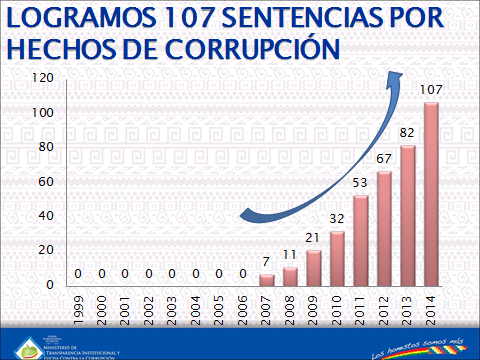 LOGRAMOS 107 SENTENCIAS POR
HECHOS DE CORRUPCIÓN
120
100
80
60
40
20
0
0 0 0 0 0 0 0 0 7 11 21 32 53 67 82 107
1999 2000 2001 2002 2003 2004 2005 2006 2007 2008 2009 2010 2011 2012 2013 2014
MINISTERIO DE
TRANSPARENCIA INSTITUCIONAL Y
LUCHA CONTRA LA CORRUPCIÓN
Los honestos somos más